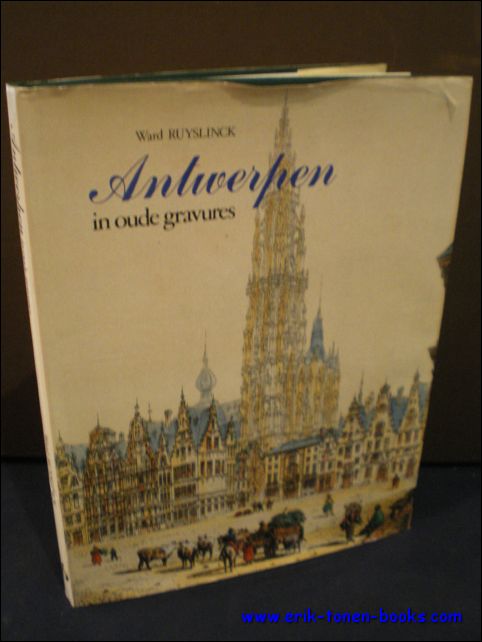 Ward RUYSLINCK
Antwerpen
in oude gravures
www.erik-tonen-books.com